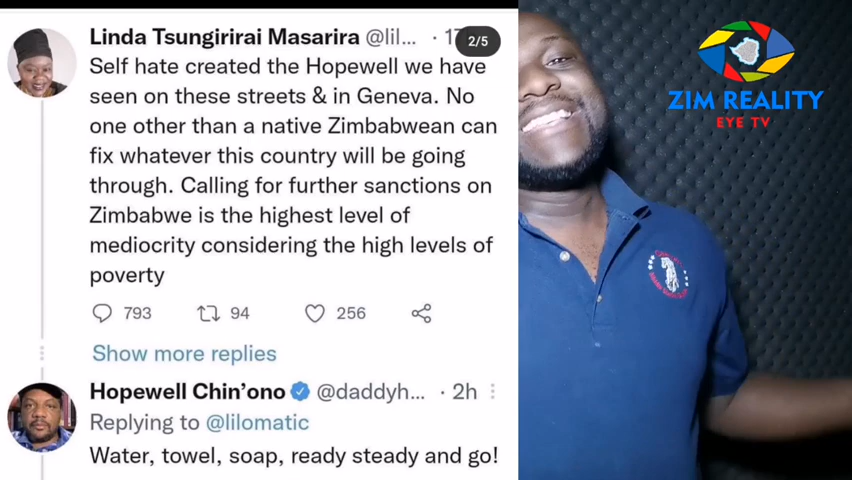 Linda Tsungirirai Masarira @lil... ·
2/5
Self hate created the Hopewell we have
seen on these streets & in Geneva. No
one other than a native Zimbabwean can
fix whatever this country will be going
through. Calling for further sanctions on
Zimbabwe is the highest level of
mediocrity considering the high levels of
poverty
793 94 256
Show more replies
Hopewell Chin'ono @daddyh... · 2h
Replying to @lilomatic
Water, towel, soap, ready steady and go!
ZIM REALITY
EYE TV